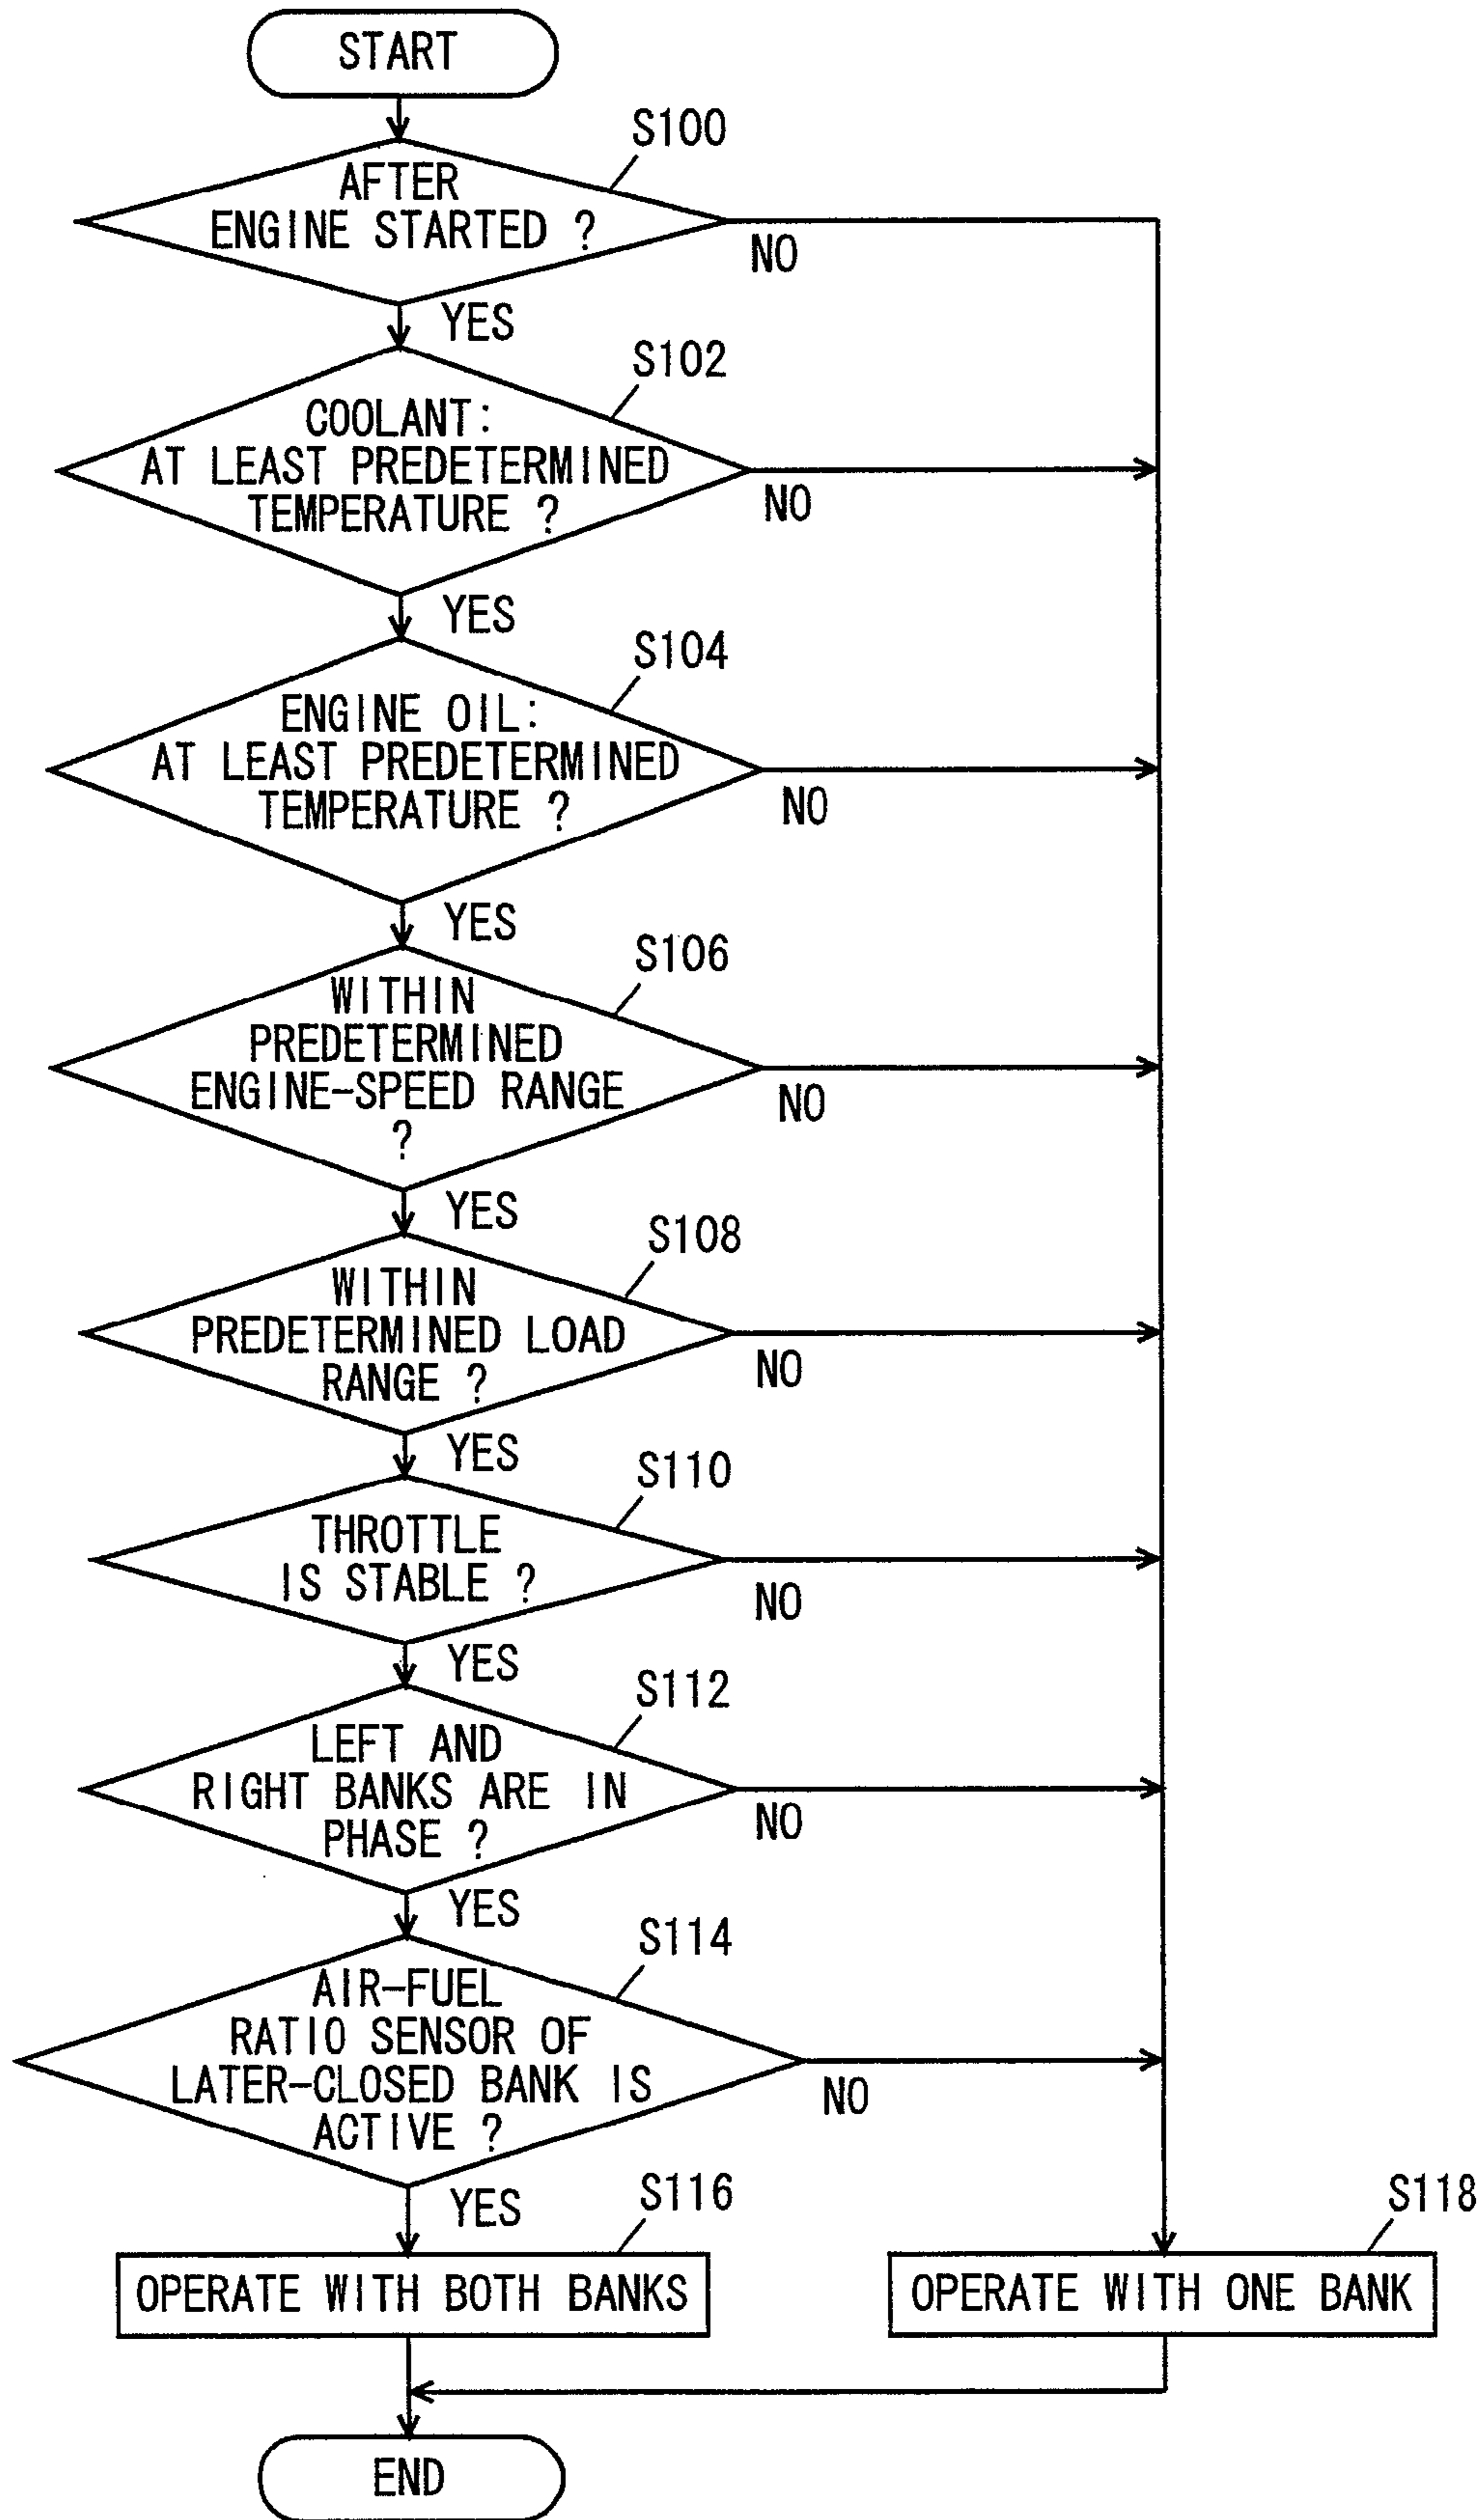 START
S100
AFTER
ENGINE STARTED ?
NO
YES
S102
COOLANT:
AT LEAST PREDETERMINED
TEMPERATURE ?
NO
YES
S104
ENGINE OIL:
AT LEAST PREDETERMINED
TEMPERATURE ?
NO
YES
S106
WITHIN
PREDETERMINED
ENGINE-SPEED RANGE
?
NO
YES
S108
WITHIN
PREDETERMINED LOAD
RANGE ?
NO
YES
S110
THROTTLE
IS STABLE ?
NO
YES
S112
LEFT AND
RIGHT BANKS ARE IN
PHASE ?
NO
YES
S114
AIR-FUEL
RATIO SENSOR OF
LATER-CLOSED BANK IS
ACTIVE ?
NO
YES
S116
S118
OPERATE WITH BOTH BANKS
OPERATE WITH ONE BANK
END